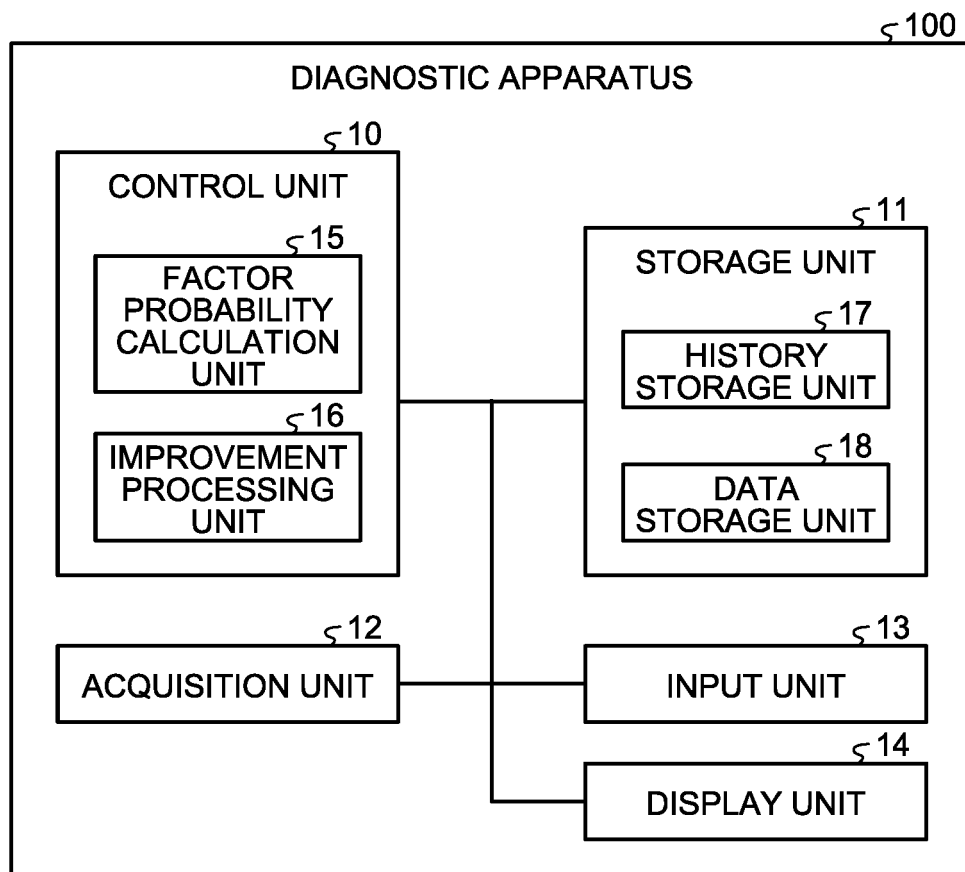 100
DIAGNOSTIC APPARATUS
10
CONTROL UNIT
15
FACTOR
PROBABILITY
CALCULATION
UNIT
16
IMPROVEMENT
PROCESSING
UNIT
11
STORAGE UNIT
17
HISTORY
STORAGE UNIT
18
DATA
STORAGE UNIT
12
ACQUISITION UNIT
13
INPUT UNIT
14
DISPLAY UNIT